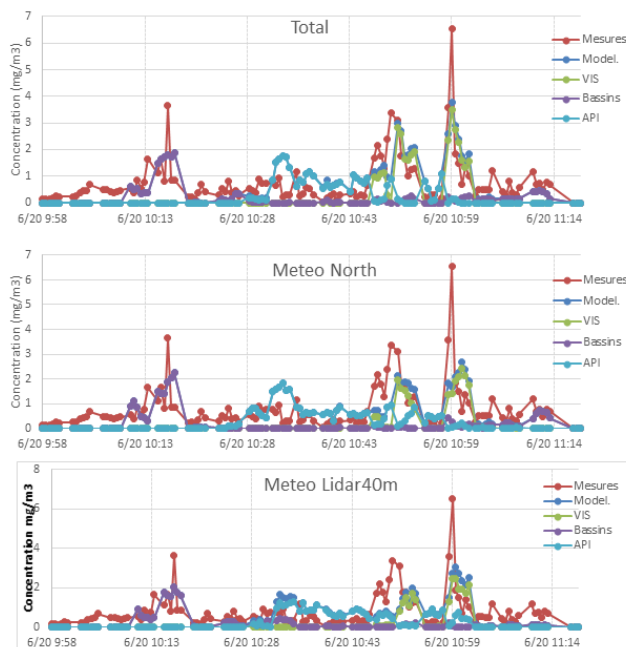 Total
Concentration (mg/m3)
7
6
5
4
3
2
1
0
6/20 9:58 6/20 10:13 6/20 10:28 6/20 10:43 6/20 10:59 6/20 11:14
Mesures
Model.
VIS
Bassins
API
Meteo North
Concentration (mg/m3)
7
6
5
4
3
2
1
0
6/20 9:58 6/20 10:13 6/20 10:28 6/20 10:43 6/20 10:59 6/20 11:14
Mesures
Model.
VIS
Bassins
API
Meteo Lidar40m
Concentration mg/m3
8
6
4
2
0
6/20 9:58 6/20 10:13 6/20 10:28 6/20 10:43 6/20 10:59 6/20 11:14
Mesures
Model.
VIS
Bassins
API